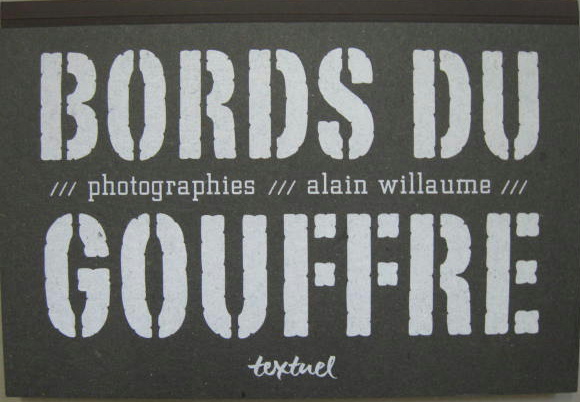 BORDS DU
/// photographies /// alain willaume ///
GOUFFRE
textuel